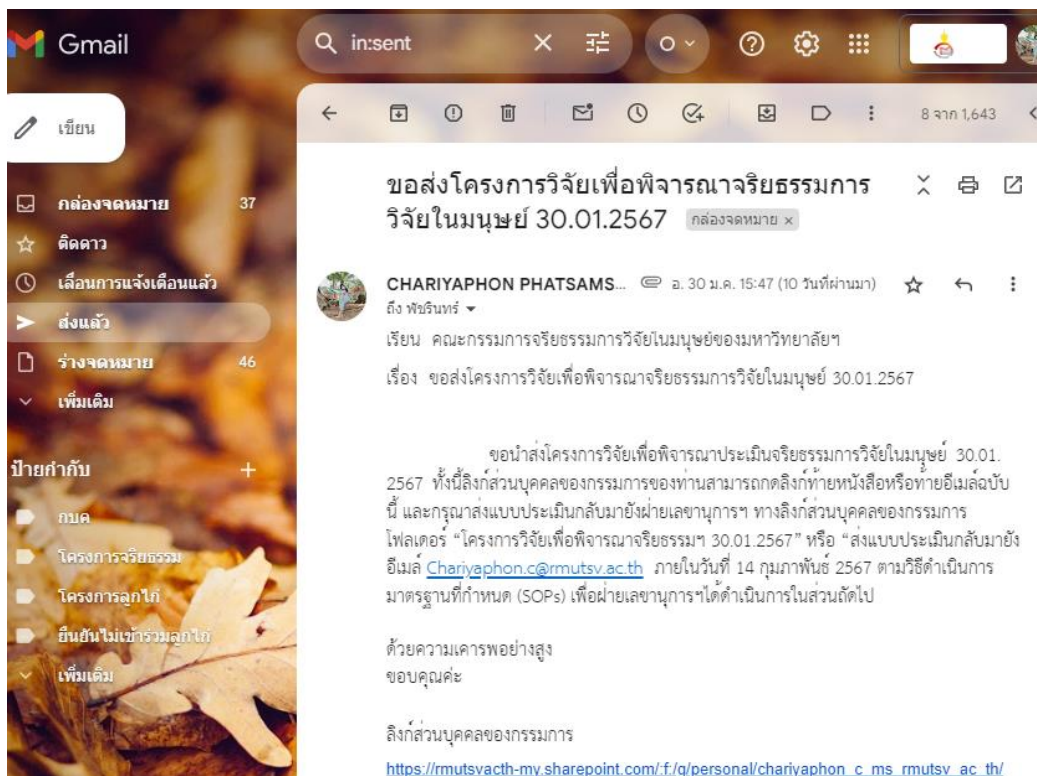 Gmail
in:sent
เขียน
8 จาก 1,643
กล่องจดหมาย 37
ติดดาว
เลื่อนการแจ้งเตือนแล้ว
ส่งแล้ว
ร่างจดหมาย 46
เพิ่มเติม
ป้ายกำกับ
กบค
โครงการจริยธรรม
โครงการลูกไก่
ยืนยันไม่เข้าร่วมลูกไก่
เพิ่มเติม
ขอส่งโครงการวิจัยเพื่อพิจารณาจริยธรรมการ
วิจัยในมนุษย์ 30.01.2567 กล่องจดหมาย ×
CHARIYAPHON PHATSAMS... อ. 30 ม.ค. 15:47 (10 วันที่ผ่านมา)
ถึง พัชรินทร์
เรียน คณะกรรมการจริยธรรมการวิจัยในมนุษย์ของมหาวิทยาลัยฯ
เรื่อง ขอส่งโครงการวิจัยเพื่อพิจารณาจริยธรรมการวิจัยในมนุษย์ 30.01.2567
ขอนำส่งโครงการวิจัยเพื่อพิจารณาประเมินจริยธรรมการวิจัยในมนุษย์ 30.01.
2567 ทั้งนี้ลิงก์ส่วนบุคคลของกรรมการของท่านสามารถกดลิงก์ท้ายหนังสือหรือท้ายอีเมล์ฉบับ
นี้ และกรุณาส่งแบบประเมินกลับมายังฝ่ายเลขานุการฯ ทางลิงก์ส่วนบุคคลของกรรมการ
โฟลเดอร์ “โครงการวิจัยเพื่อพิจารณาจริยธรรมฯ 30.01.2567” หรือ “ส่งแบบประเมินกลับมายัง
อีเมล์ Chariyaphon.c@rmutsv.ac.th ภายในวันที่ 14 กุมภาพันธ์ 2567 ตามวิธีดำเนินการ
มาตรฐานที่กำหนด (SOPs) เพื่อฝ่ายเลขานุการฯได้ดำเนินการในส่วนถัดไป
ด้วยความเคารพอย่างสูง
ขอบคุณค่ะ
ลิงก์ส่วนบุคคลของกรรมการ
https://rmutsvacth-my.sharepoint.com/:f:/g/personal/chariyaphon_c_ms_rmutsv_ac_th/